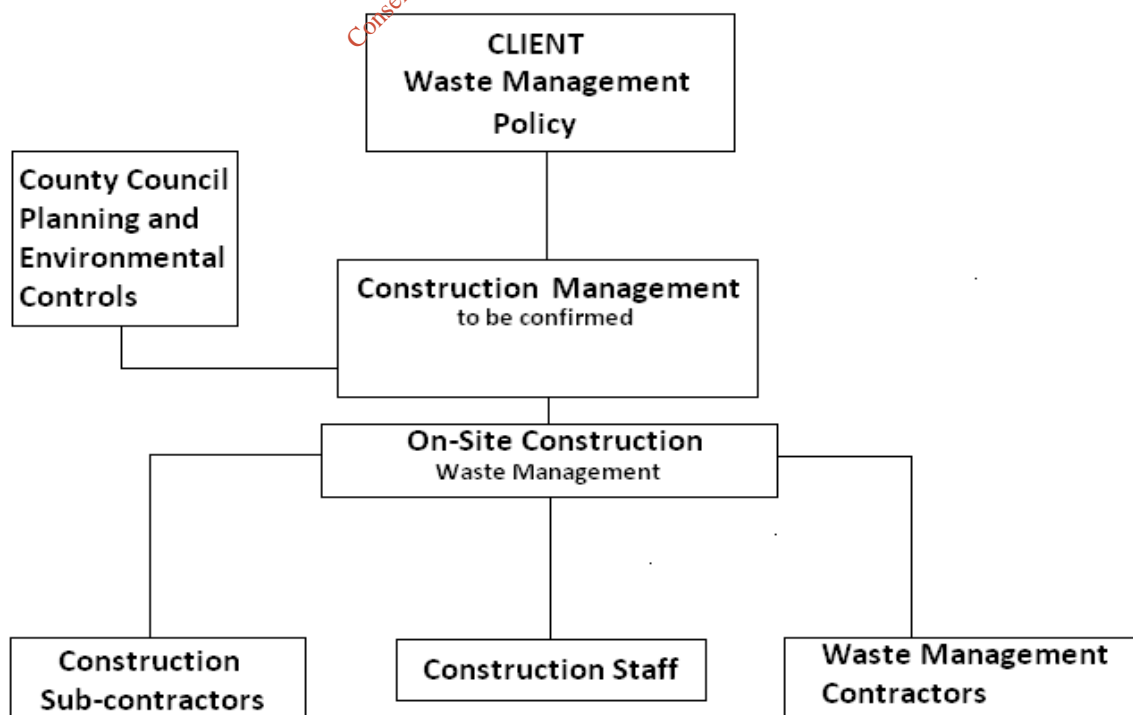 CLIENT
Waste Management
Policy
County Council
Planning and
Environmental
Controls
Construction Management
to be confirmed
On-Site Construction
Waste Management
Construction
Sub-contractors
Construction Staff
Waste Management
Contractors